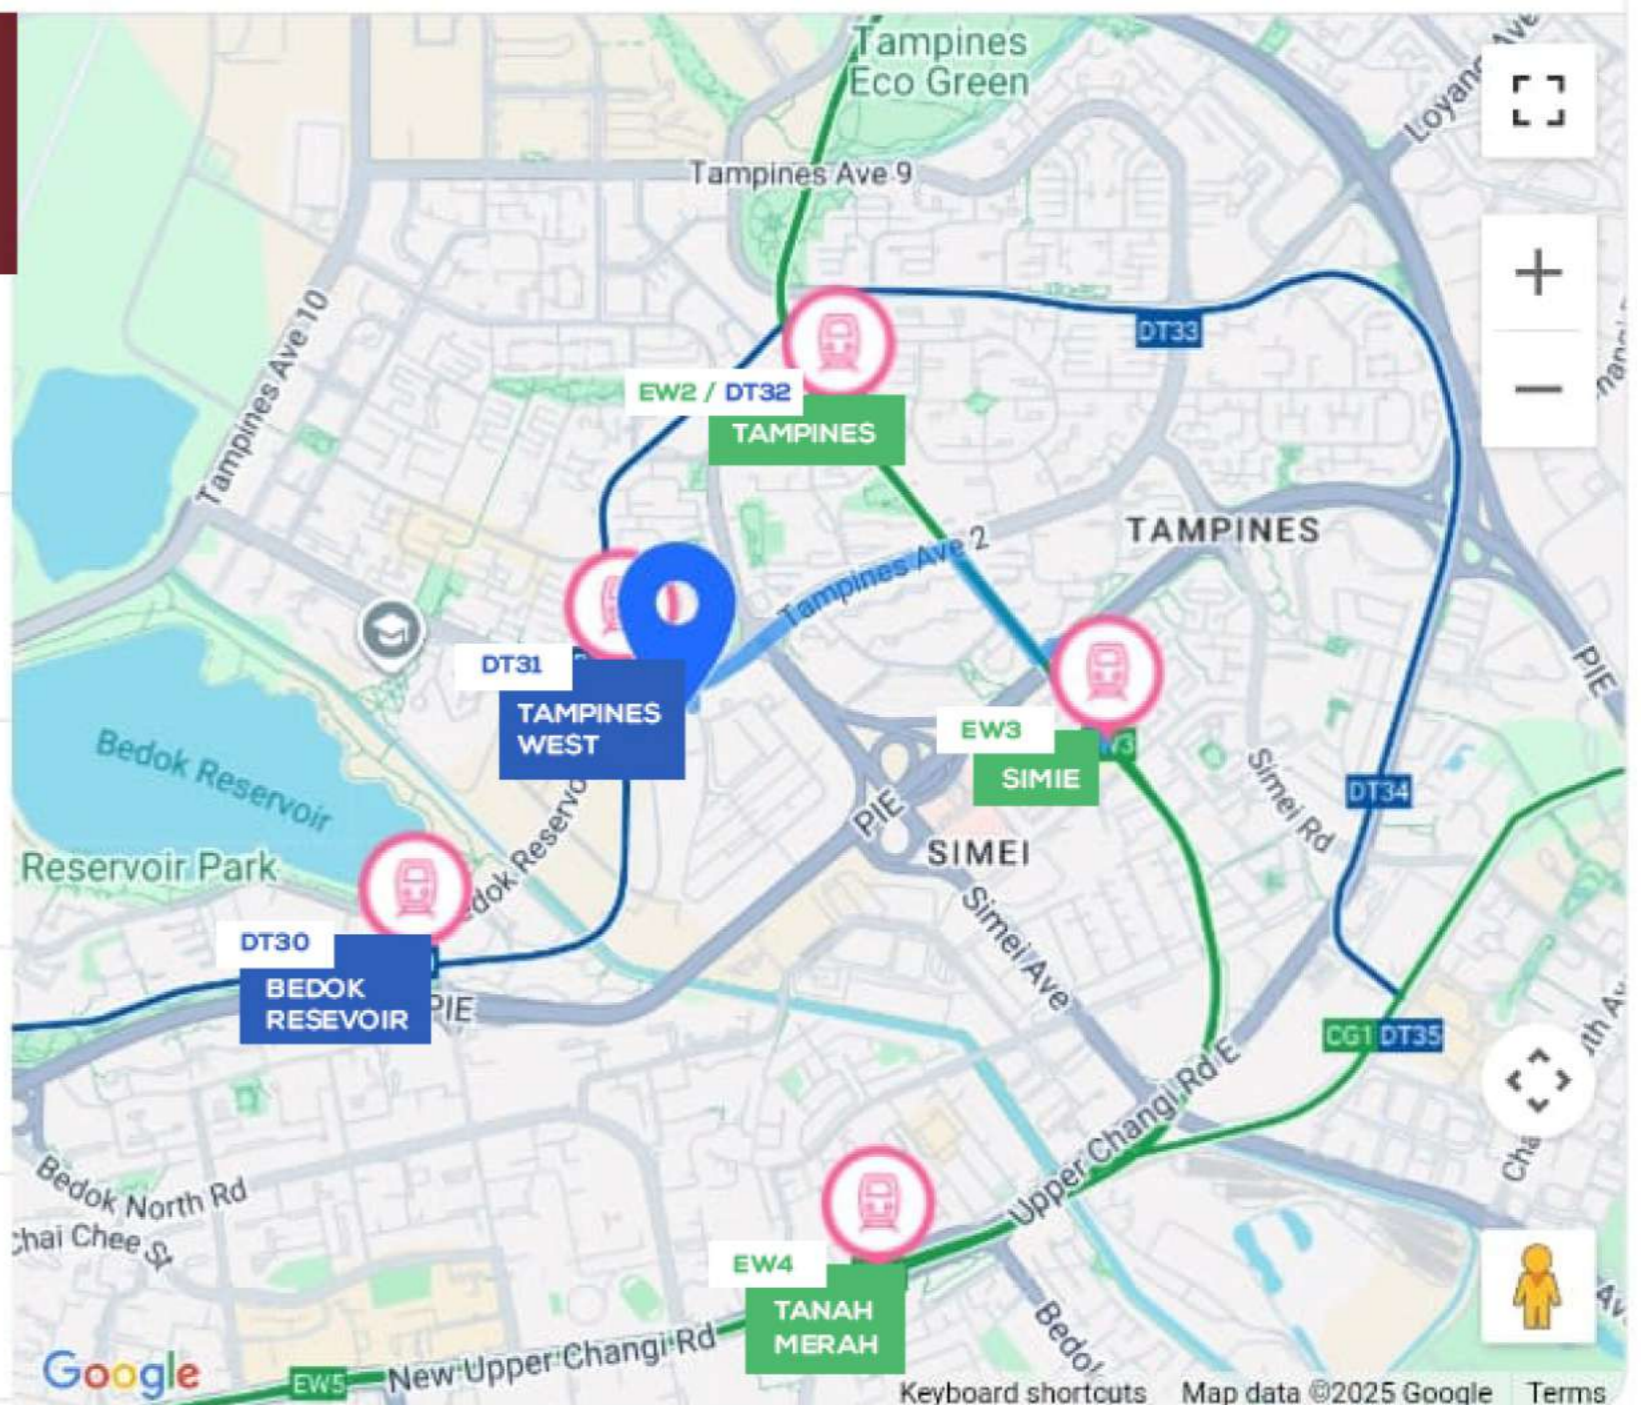 Tampines
Eco Green
Loyang Ave
Tampines Ave 9
Tampines Ave 10
DT33
EW2 / DT32
TAMPINES
Tampines Ave 2
TAMPINES
DT31
TAMPINES
WEST
EW3
SIMIE
PIE
Bedok Reservoir
PIE
SIMEI
Simei Rd
DT34
Reservoir Park
Simei Ave
DT30
BEDOK
RESEVOIR
PIE
CG1 DT35
Upper Changi Rd E
Bedok North Rd
EW4
TANAH
MERAH
New Upper Changi Rd
EW5
Google
Keyboard shortcuts Map data ©2025 Google Terms